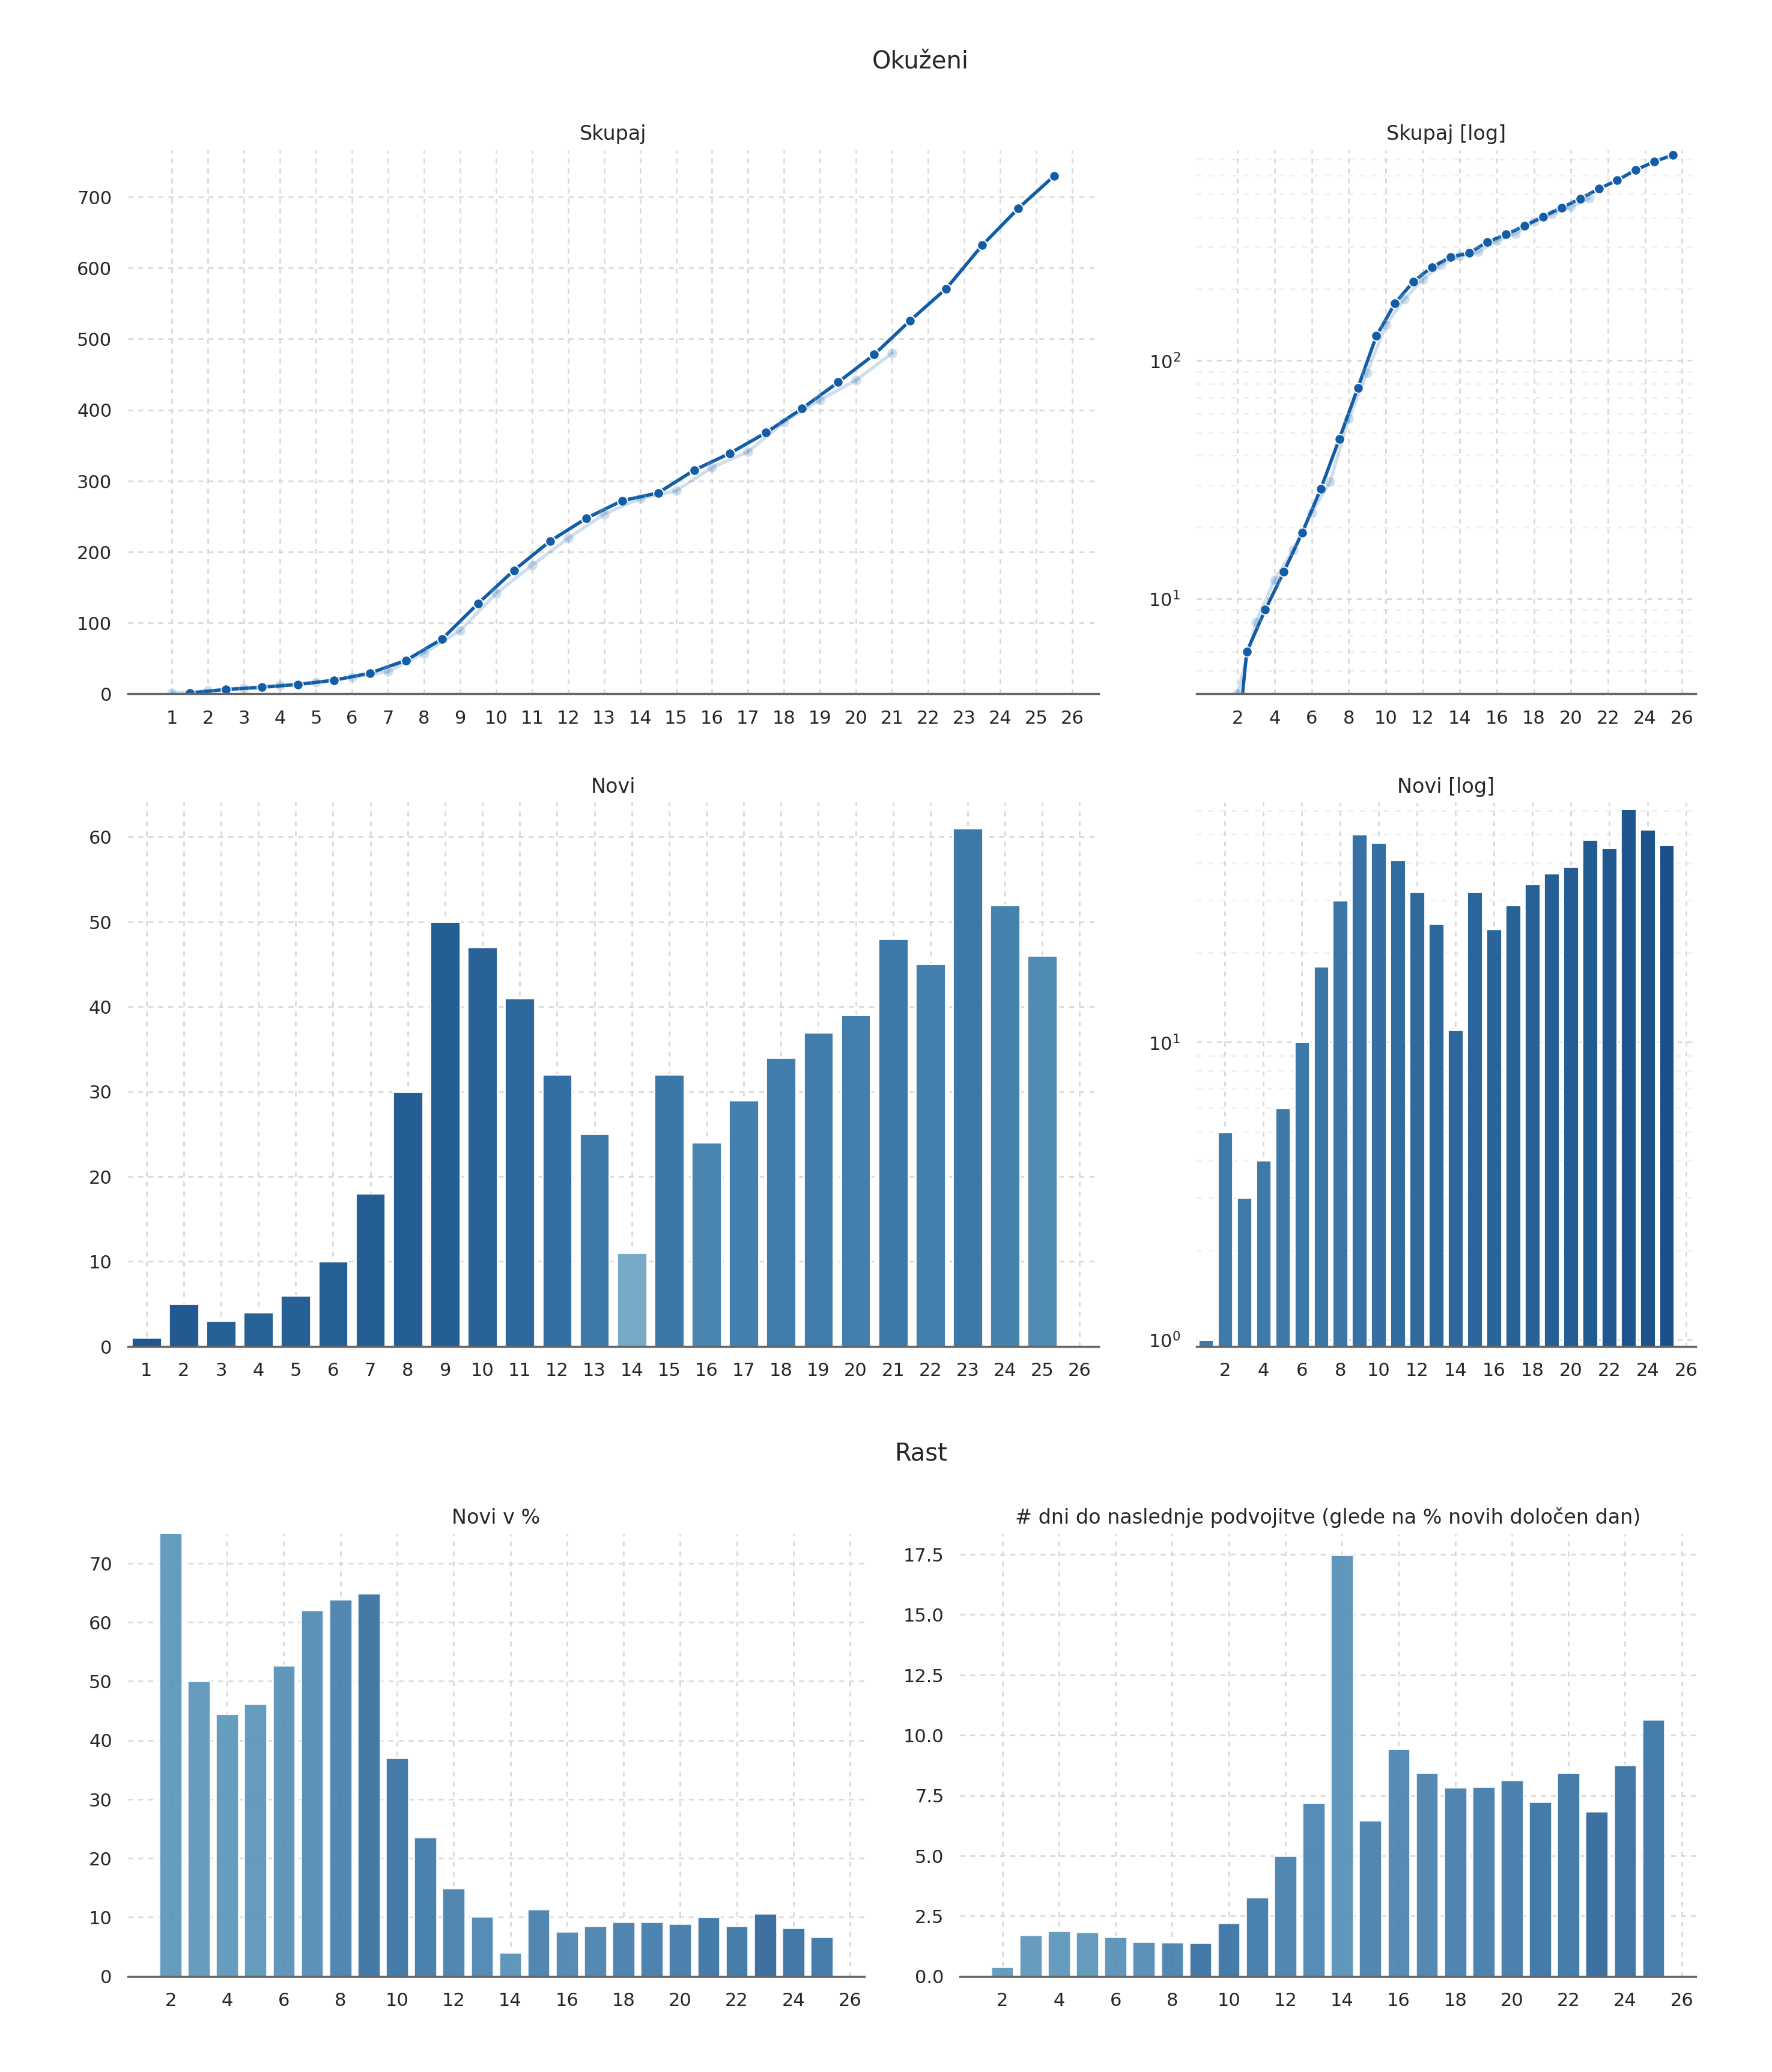 Okuženi
Skupaj
Skupaj [log]
700
600
500
400
300
200
100
0
1 2 3 4 5 6 7 8 9 10 11 12 13 14 15 16 17 18 19 20 21 22 23 24 25 26
10²
10¹
2 4 6 8 10 12 14 16 18 20 22 24 26
Novi
Novi [log]
60
50
40
30
20
10
0
1 2 3 4 5 6 7 8 9 10 11 12 13 14 15 16 17 18 19 20 21 22 23 24 25 26
10¹
10⁰
2 4 6 8 10 12 14 16 18 20 22 24 26
Rast
Novi v %
# dni do naslednje podvojitve (glede na % novih določen dan)
70
60
50
40
30
20
10
0
2 4 6 8 10 12 14 16 18 20 22 24 26
17.5
15.0
12.5
10.0
7.5
5.0
2.5
0.0
2 4 6 8 10 12 14 16 18 20 22 24 26